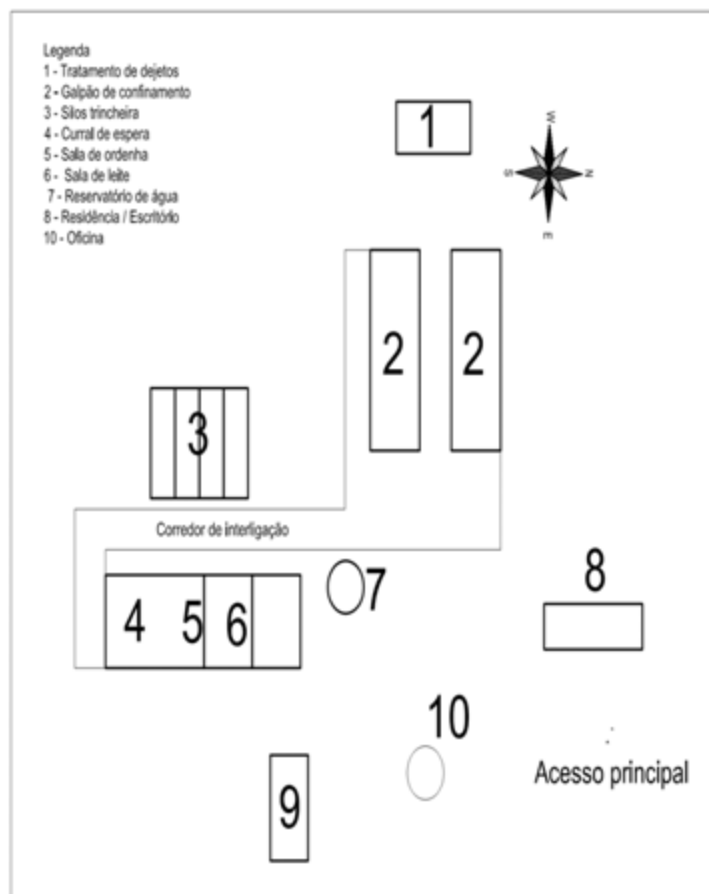 Legenda
1 - Tratamento de dejetos
2 - Galpão de confinamento
3 - Silos trincheira
4 - Curral de espera
5 - Salla de ordenha
6 - Sala de leite
7 - Reservatório de água
8 - Residência / Escritório
10 - Oficina
1
W
S
N
E
2
2
3
Corredor de interligação
7
8
4
5
6
10
Acesso principal
9